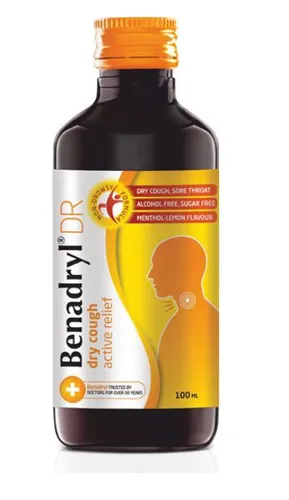 NON-DROWSY FORMULA
DRY COUGH, SORE THROAT
ALCOHOL FREE, SUGAR FREE
MENTHOL-LEMON FLAVOUR
Benadryl® DR
dry cough
active relief
Benadryl TRUSTED BY
DOCTORS FOR OVER 50 YEARS
100 ML